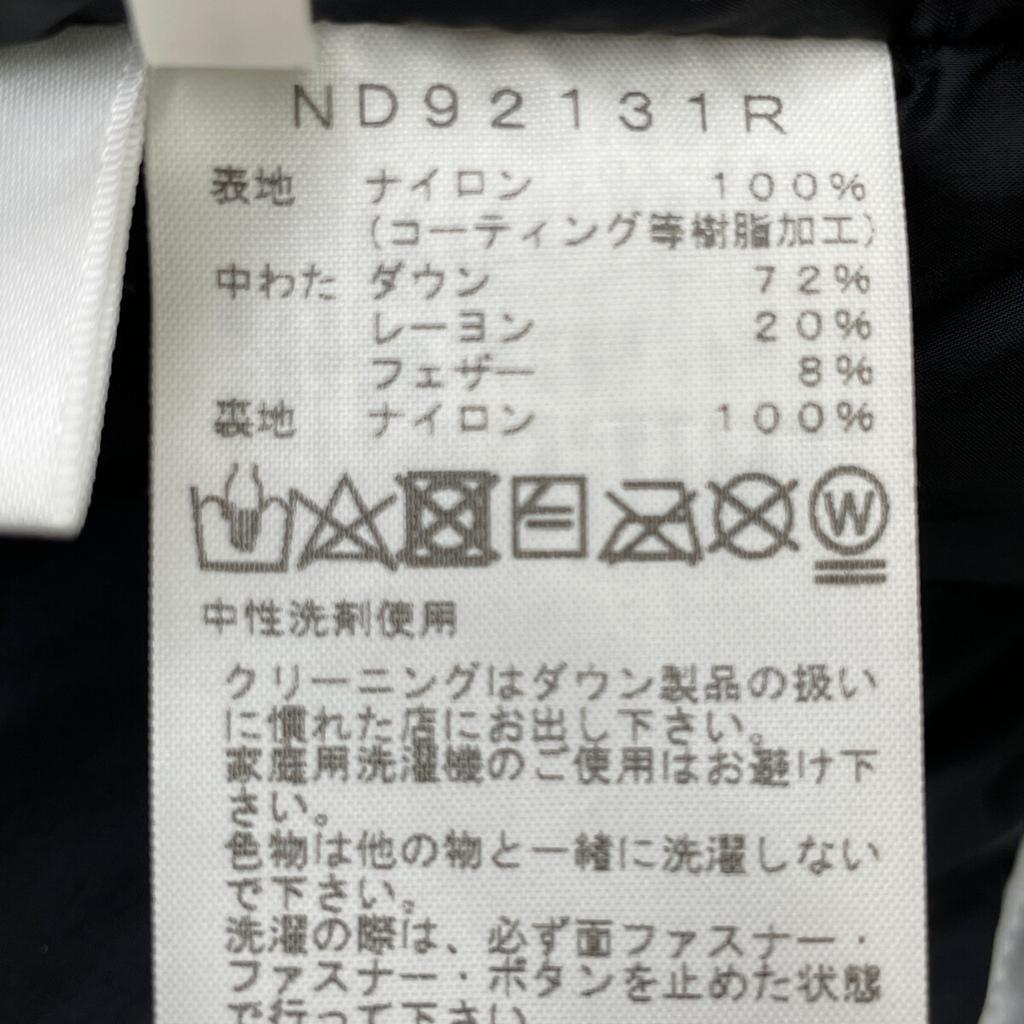 ND92131R
表地 ナイロン 100%
(コーティング等樹脂加工)
中わた ダウン 72%
レーヨン 20%
フェザー 8%
裏地 ナイロン 100%
W
中性洗剤使用
クリーニングはダウン製品の扱い
に慣れた店にお出し下さい。
家庭用洗濯機のご使用はお避け下
さい。
色物は他の物と一緒に洗濯しない
で下さい。
洗濯の際は、必ず面ファスナー・
ファスナー・ボタンを止めた状態
で行って下さい